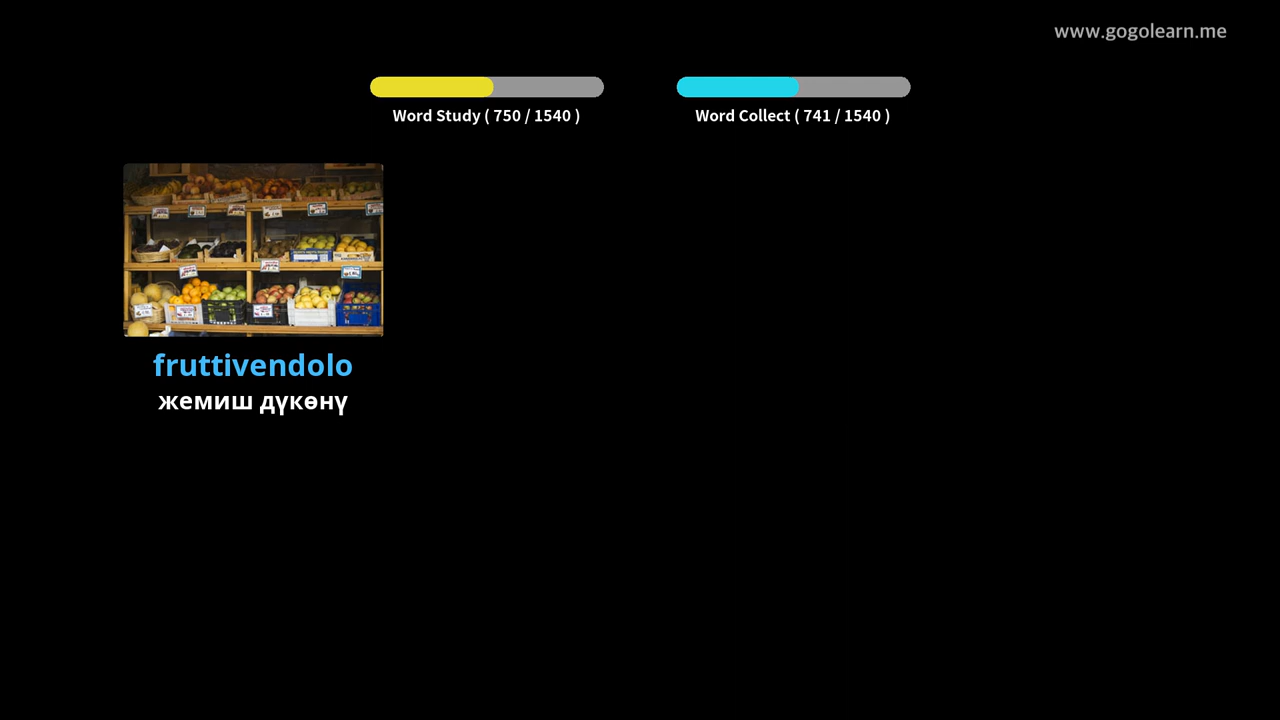 www.gogolearn.me
Word Study ( 750 / 1540 )
Word Collect ( 741 / 1540 )
fruttivendolo
жемиш дүкөнү